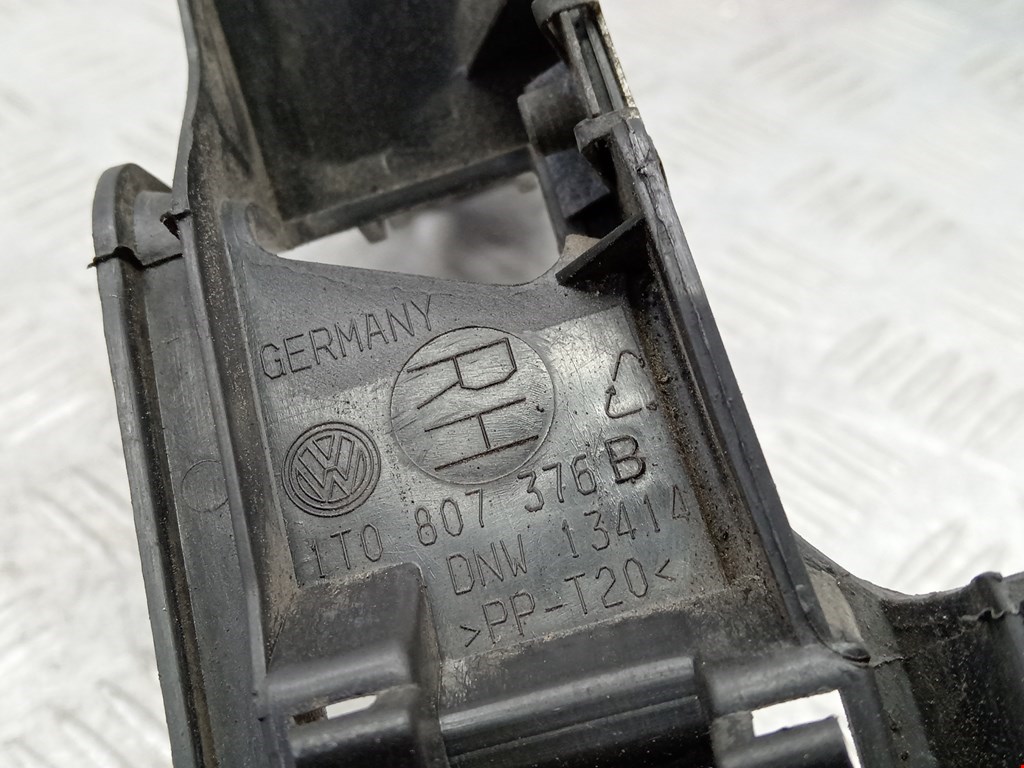 GERMANY
RH
1T0 807 376 B
DNW 13414
>PP-T20<